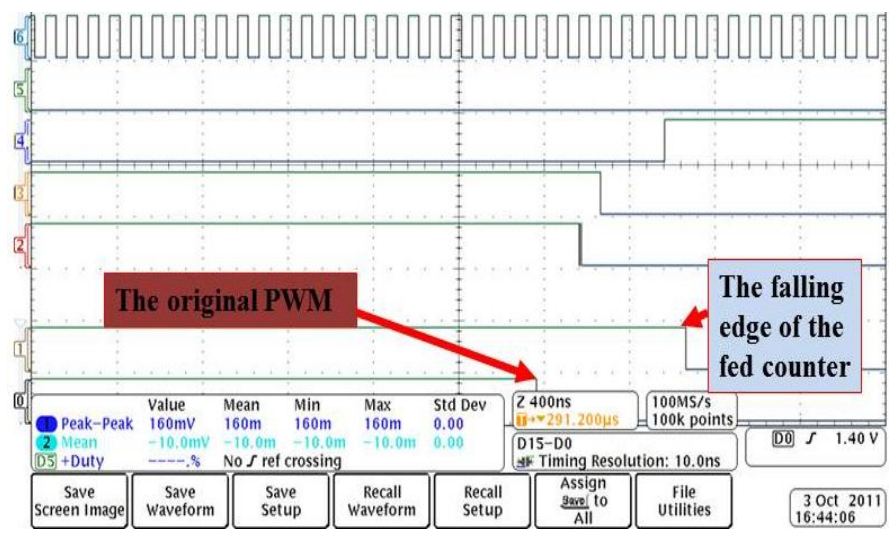 6
5
4
3
2
The original PWM
The falling
edge of the
fed counter
1
0
Value Mean Min Max Std Dev
1 Peak-Peak 160mV 160m 160m 160m 0.00
2 Mean -10.0mV -10.0m -10.0m -10.0m 0.00
D5 +Duty ----.% No ref crossing
Z 400ns
T→▼291.200µs
100MS/s
100k points
D15-D0
Timing Resolution: 10.0ns
D0 1.40 V
Save
Screen Image
Save
Waveform
Save
Setup
Recall
Waveform
Recall
Setup
Assign
Save to
All
File
Utilities
3 Oct 2011
16:44:06